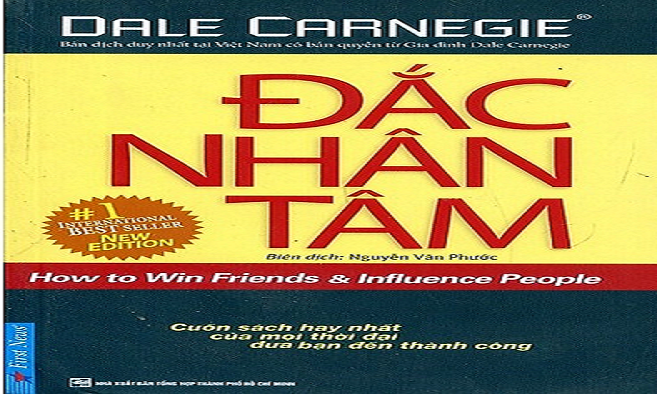 DALE CARNEGIE®
Bản dịch duy nhất tại Việt Nam có bản quyền từ Gia đình Dale Carnegie
ĐẮC
NHÂN
TÂM
#1
INTERNATIONAL
BEST SELLER
NEW
EDITION
Biên dịch: Nguyễn Văn Phước
How to Win Friends & Influence People
Cuốn sách hay nhất
của mọi thời đại
đưa bạn đến thành công
First News
NHÀ XUẤT BẢN TỔNG HỢP THÀNH PHỐ HỒ CHÍ MINH